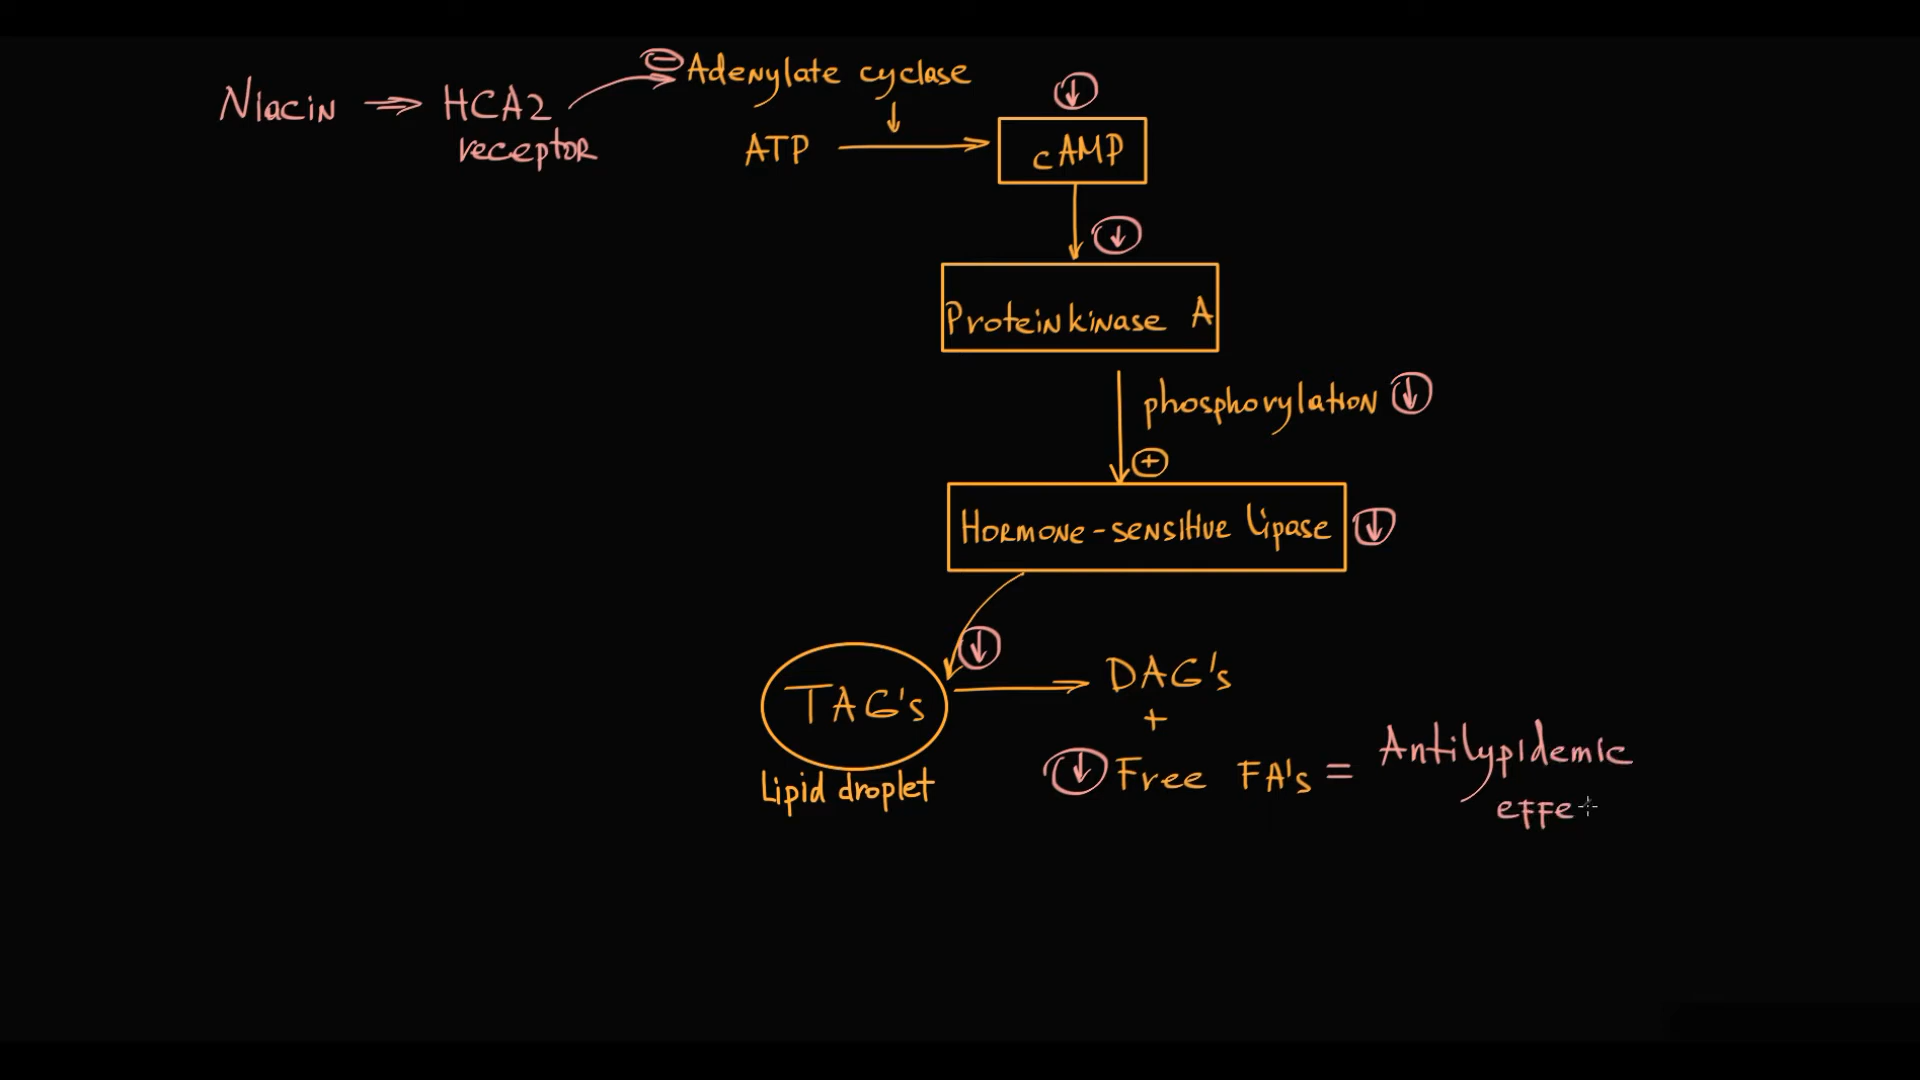 Niacin ⇒ HCA2
receptor
⊖ Adenylate cyclase
ATP → cAMP
Protein kinase A
phosphorylation
+
Hormone-sensitive lipase
TAG's
Lipid droplet
DAG's
+
Free FA's =
Antilypidemic
effe